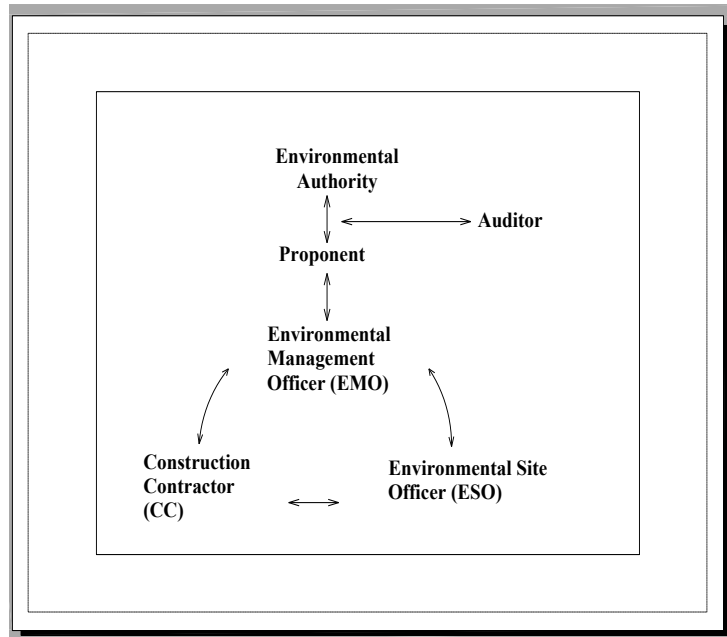 Environmental
Authority
Auditor
Proponent
Environmental
Management
Officer (EMO)
Construction
Contractor
(CC)
Environmental Site
Officer (ESO)